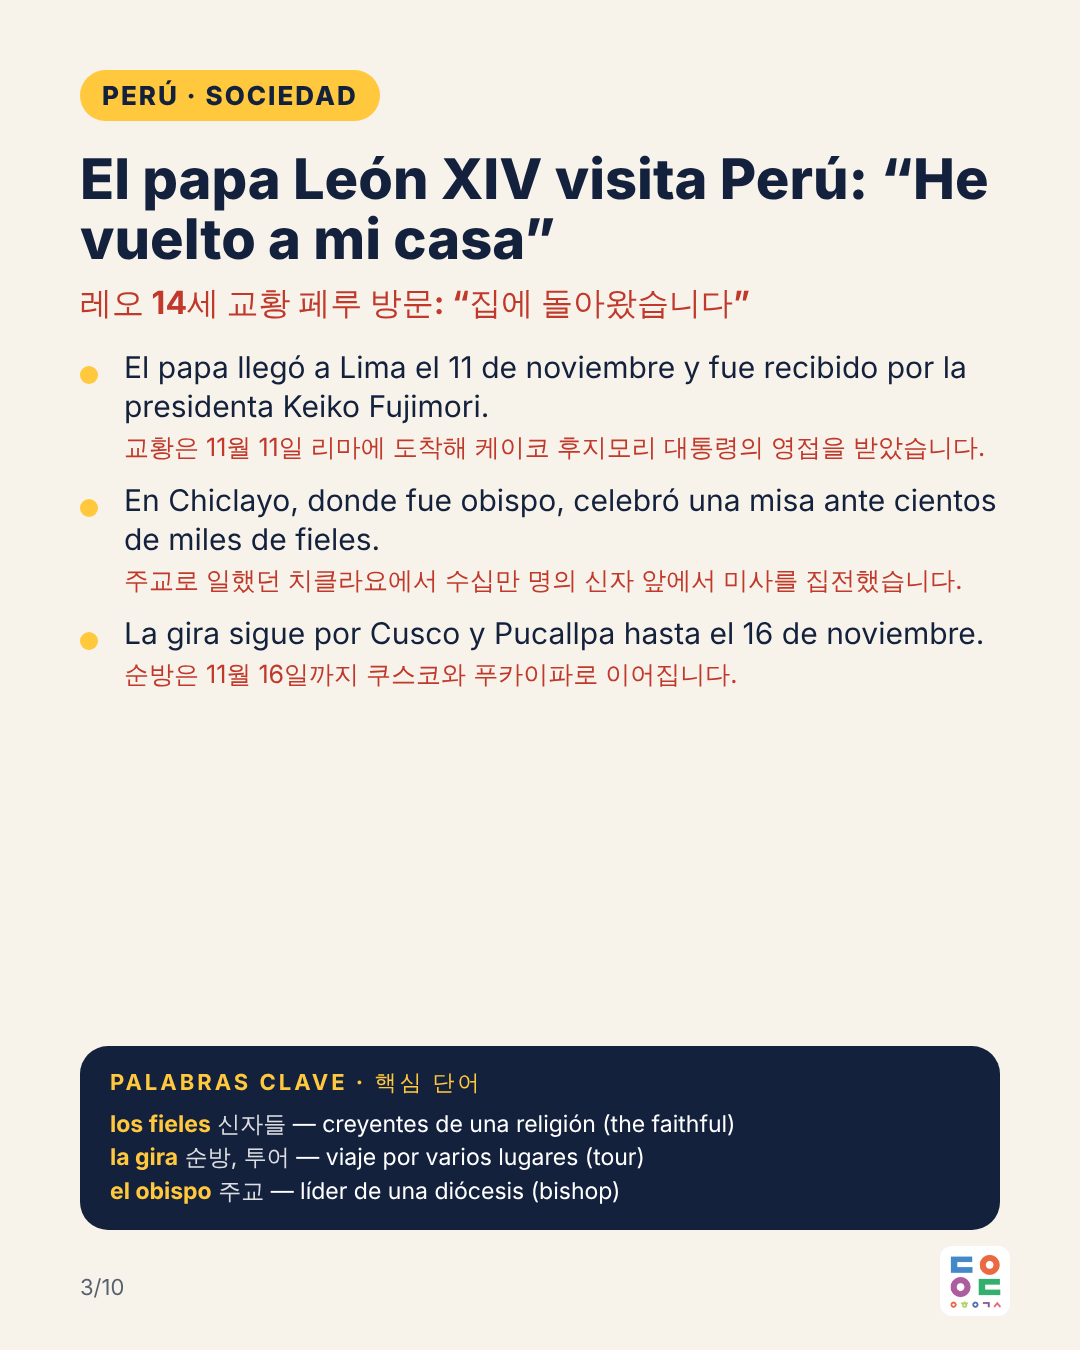 PERÚ · SOCIEDAD
El papa León XIV visita Perú: “He
vuelto a mi casa”
레오 14세 교황 페루 방문: “집에 돌아왔습니다”
El papa llegó a Lima el 11 de noviembre y fue recibido por la
presidenta Keiko Fujimori.
교황은 11월 11일 리마에 도착해 케이코 후지모리 대통령의 영접을 받았습니다.
En Chiclayo, donde fue obispo, celebró una misa ante cientos
de miles de fieles.
주교로 일했던 치클라요에서 수십만 명의 신자 앞에서 미사를 집전했습니다.
La gira sigue por Cusco y Pucallpa hasta el 16 de noviembre.
순방은 11월 16일까지 쿠스코와 푸카이파로 이어집니다.
PALABRAS CLAVE · 핵심 단어
los fieles 신자들 — creyentes de una religión (the faithful)
la gira 순방, 투어 — viaje por varios lugares (tour)
el obispo 주교 — líder de una diócesis (bishop)
3/10